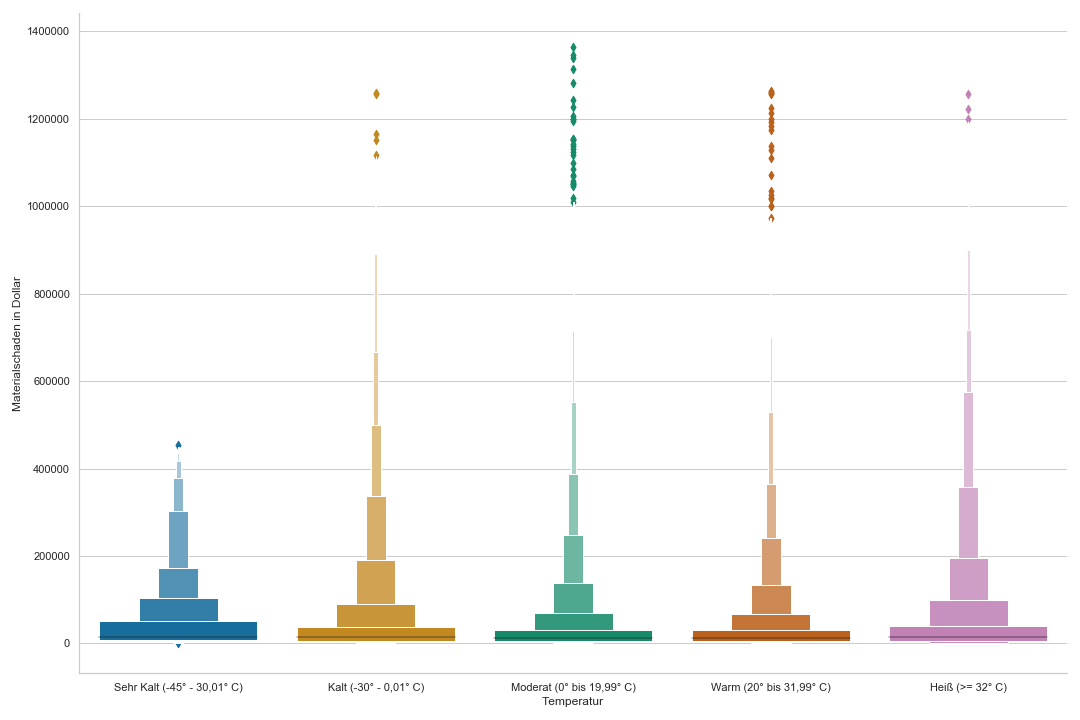 1400000
1200000
1000000
800000
600000
400000
200000
0
Materialschaden in Dollar
Sehr Kalt (-45° - 30,01° C)
Kalt (-30° - 0,01° C)
Moderat (0° bis 19,99° C)
Warm (20° bis 31,99° C)
Heiß (>= 32° C)
Temperatur